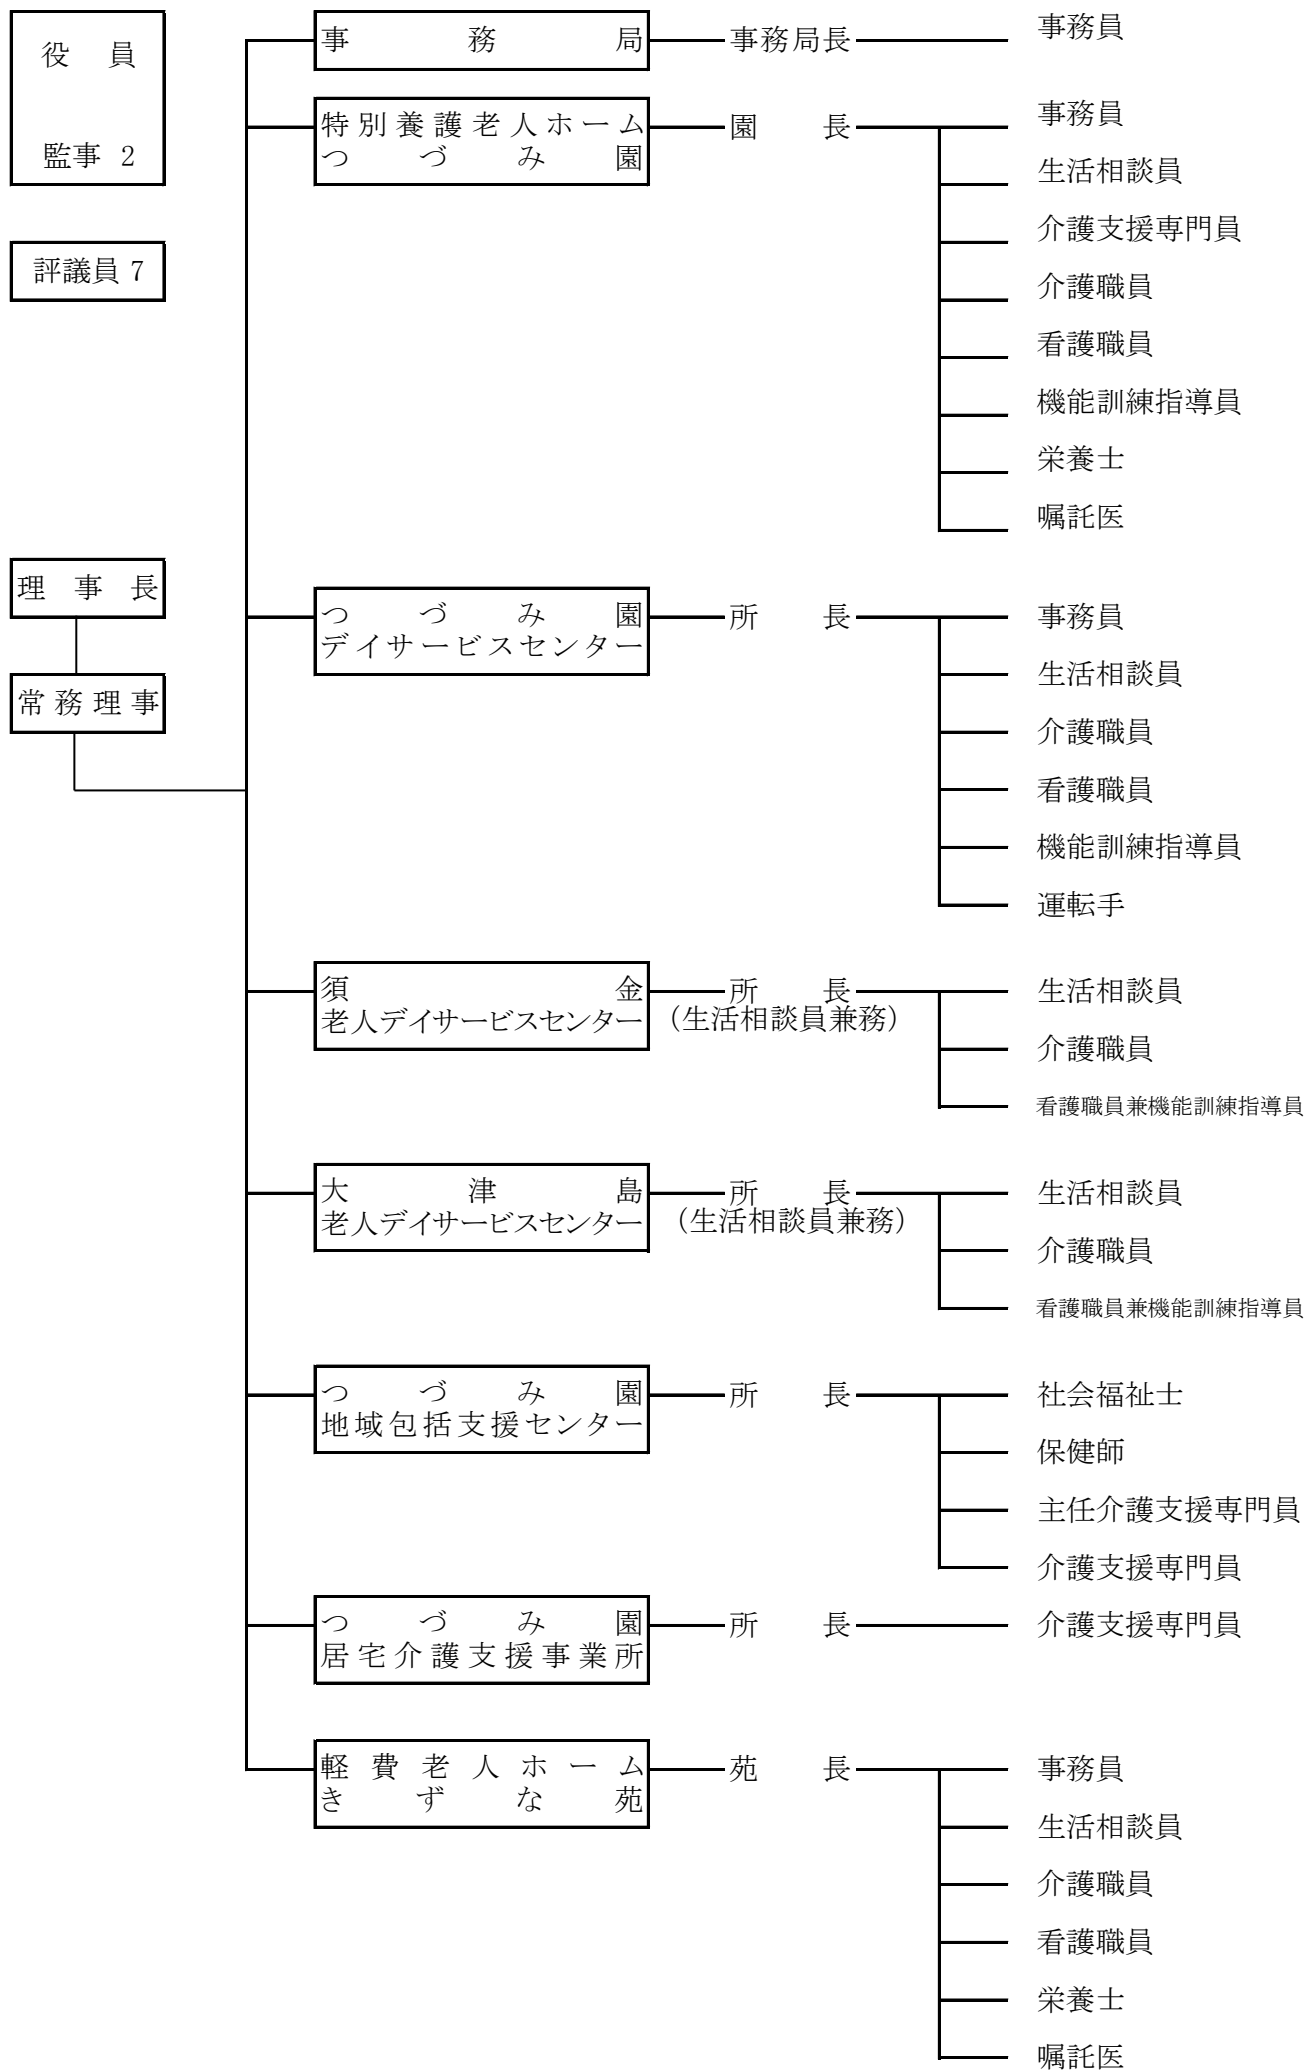 役員
監事 2
評議員 7
理事長
常務理事
事務局
事務局長
事務員
特別養護老人ホーム
つづみ園
園長
事務員
生活相談員
介護支援専門員
介護職員
看護職員
機能訓練指導員
栄養士
嘱託医
つづみ園
デイサービスセンター
所長
事務員
生活相談員
介護職員
看護職員
機能訓練指導員
運転手
須金
老人デイサービスセンター
所長
（生活相談員兼務）
生活相談員
介護職員
看護職員兼機能訓練指導員
大津島
老人デイサービスセンター
所長
（生活相談員兼務）
生活相談員
介護職員
看護職員兼機能訓練指導員
つづみ園
地域包括支援センター
所長
社会福祉士
保健師
主任介護支援専門員
介護支援専門員
つづみ園
居宅介護支援事業所
所長
介護支援専門員
軽費老人ホーム
きずな苑
苑長
事務員
生活相談員
介護職員
看護職員
栄養士
嘱託医